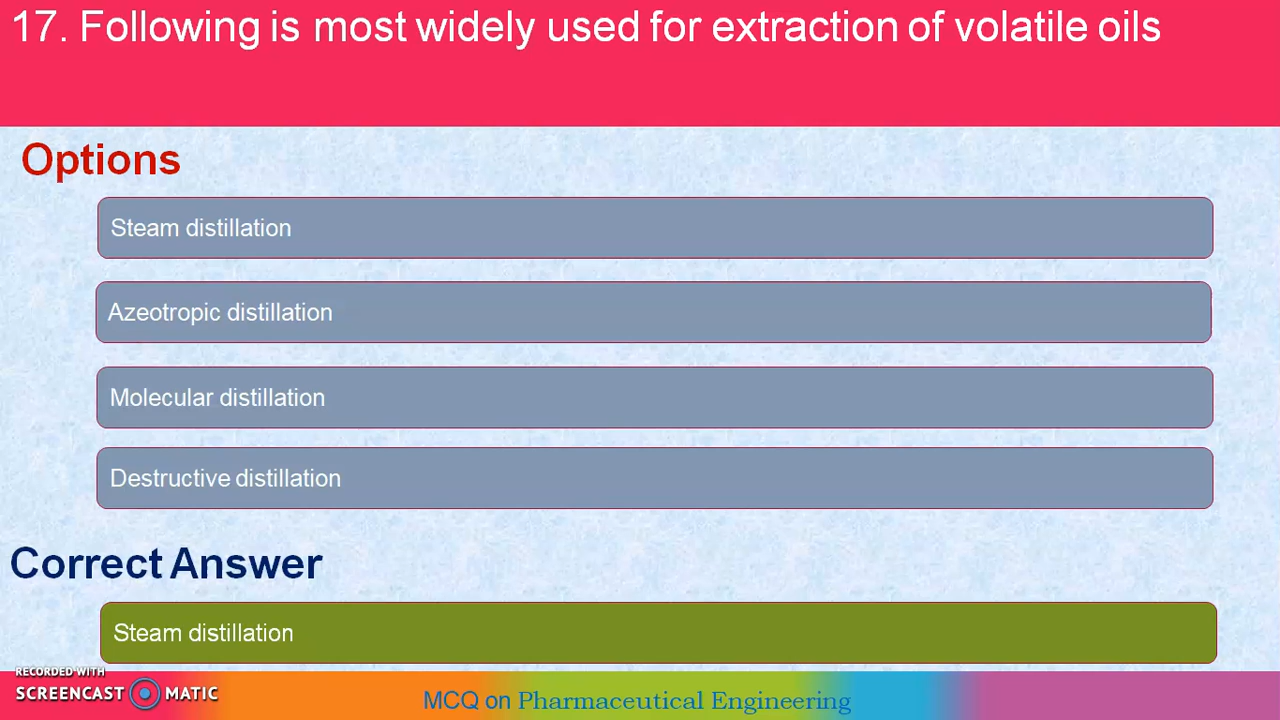 17. Following is most widely used for extraction of volatile oils
Options
Steam distillation
Azeotropic distillation
Molecular distillation
Destructive distillation
Correct Answer
Steam distillation
RECORDED WITH
SCREENCAST MATIC
MCQ on Pharmaceutical Engineering